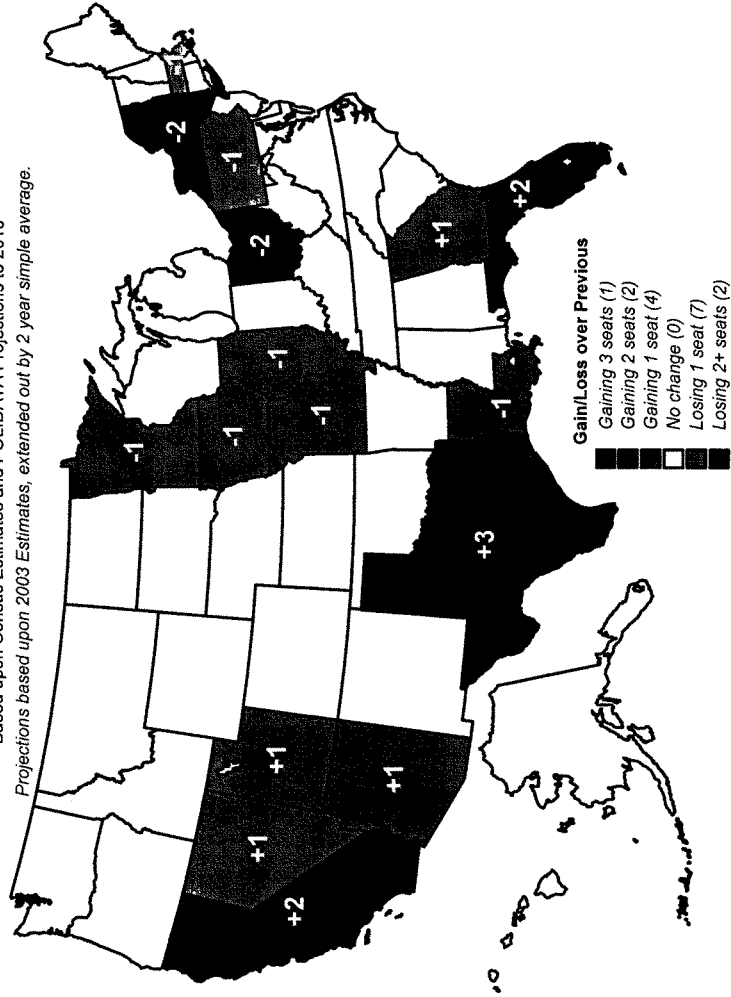 Projections based upon 2003 Estimates, extended out by 2 year simple average.
+2
+1
+1
+1
+3
-1
-1
-1
-1
-1
-2
-1
-2
-1
+1
+2
Gain/Loss over Previous
Gaining 3 seats (1)
Gaining 2 seats (2)
Gaining 1 seat (4)
No change (0)
Losing 1 seat (7)
Losing 2+ seats (2)